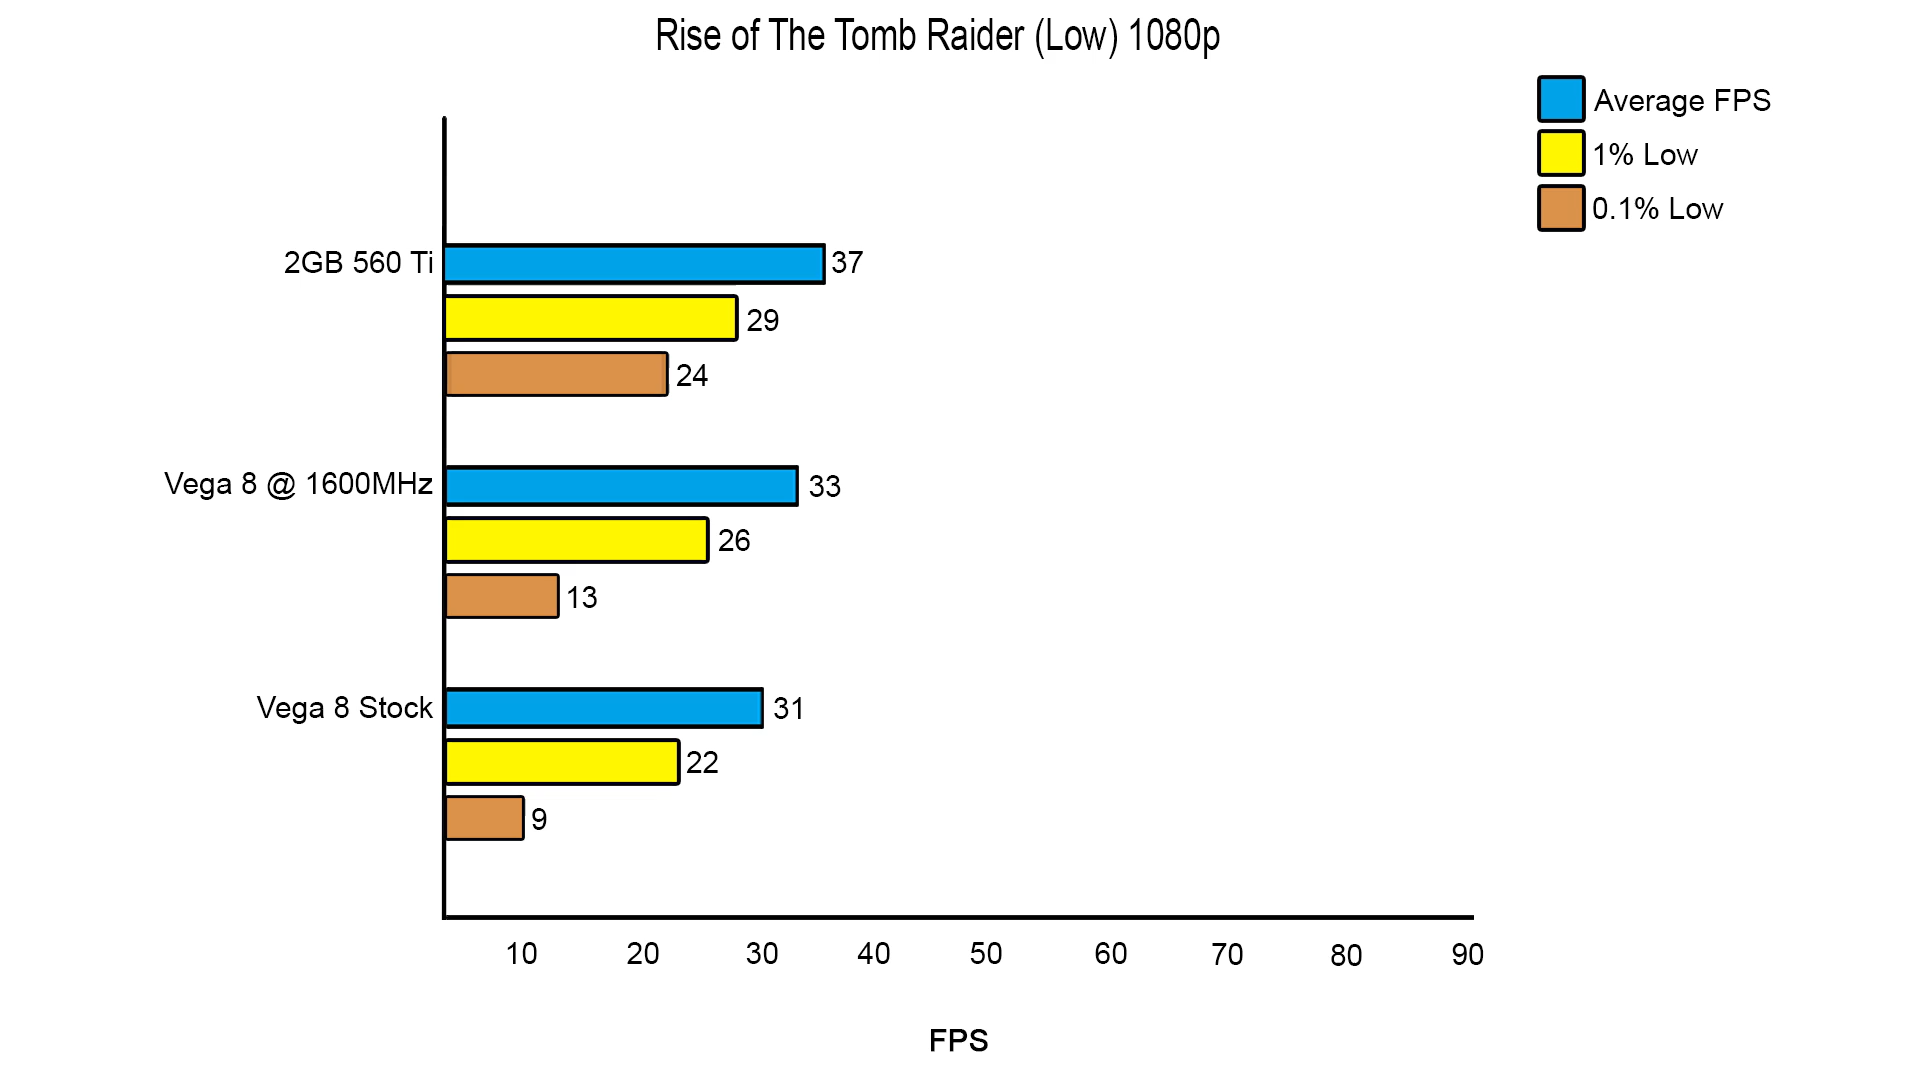 Rise of The Tomb Raider (Low) 1080p
Average FPS
1% Low
0.1% Low
2GB 560 Ti
37
29
24
Vega 8 @ 1600MHz
33
26
13
Vega 8 Stock
31
22
9
10 20 30 40 50 60 70 80 90
FPS